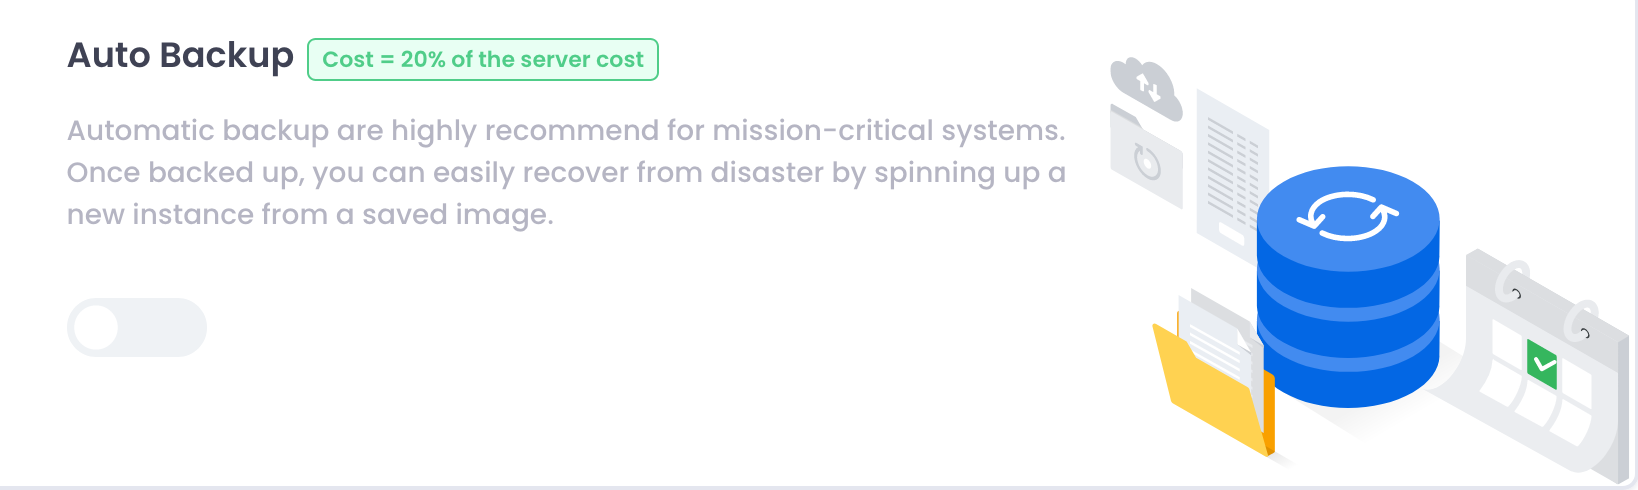 Auto Backup Cost = 20% of the server cost
Automatic backup are highly recommend for mission-critical systems.
Once backed up, you can easily recover from disaster by spinning up a
new instance from a saved image.